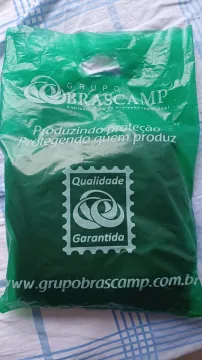 GRUPO
BRASCAMP
Produzindo proteção
Protegendo quem produz
Qualidade
Garantida
www.grupobrascamp.com.br